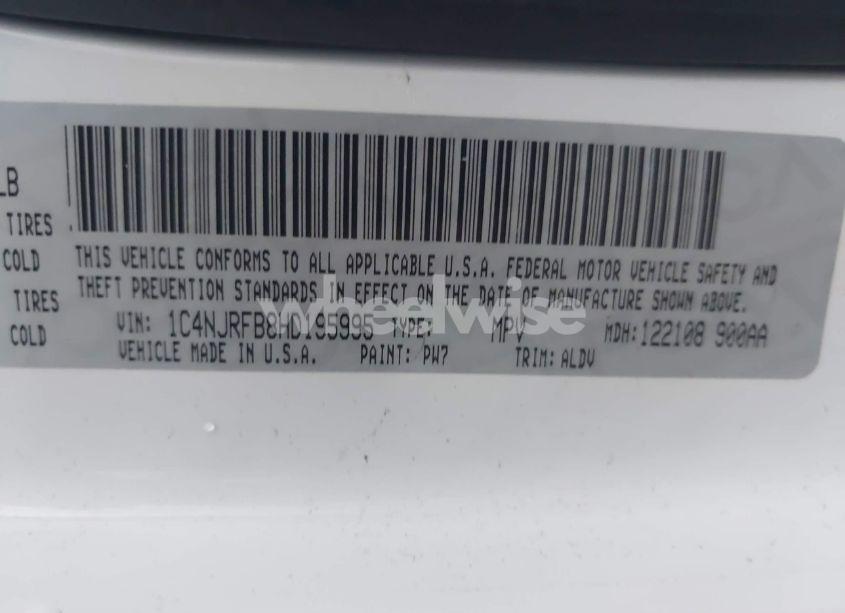 LB
TIRES
COLD
TIRES
COLD
THIS VEHICLE CONFORMS TO ALL APPLICABLE U.S.A. FEDERAL MOTOR VEHICLE SAFETY AND
THEFT PREVENTION STANDARDS IN EFFECT ON THE DATE OF MANUFACTURE SHOWN ABOVE.
VIN: 1C4NJRFB8HD195995 TYPE: MPV MDH:122108 900AA
VEHICLE MADE IN U.S.A. PAINT: PW7 TRIM: ALDV
wheelwise